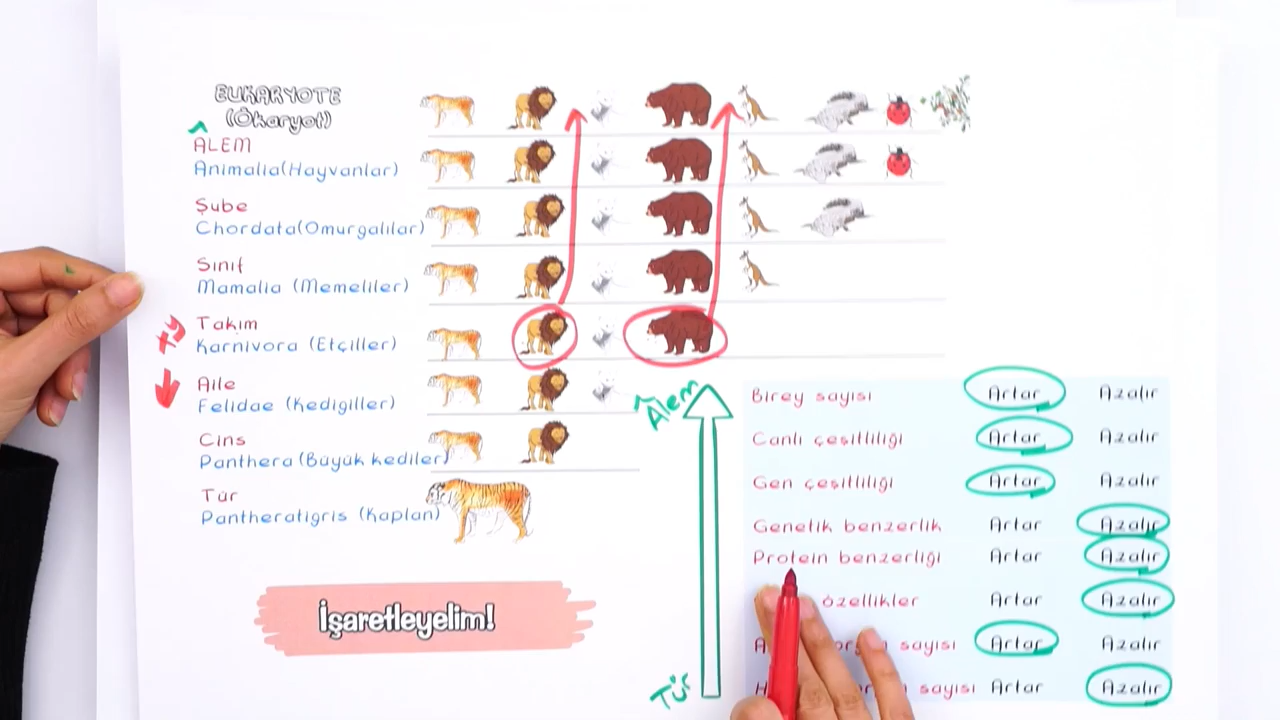 EUKARYOTE
(Ökaryot)
ÂLEM
Animalia(Hayvanlar)
Şube
Chordata(Omurgalılar)
Sınıf
Mamalia (Memeliler)
Takım
Karnivora (Etçiller)
Aile
Felidae (Kedigiller)
Cins
Panthera (Büyük kediler)
Tür
Pantheratigris (Kaplan)
İşaretleyelim!
Âlem
Tür
Birey sayısı Artar Azalır
Canlı çeşitliliği Artar Azalır
Gen çeşitliliği Artar Azalır
Genetik benzerlik Artar Azalır
Protein benzerliği Artar Azalır
özellikler Artar Azalır
sayısı Artar Azalır
sayısı Artar Azalır